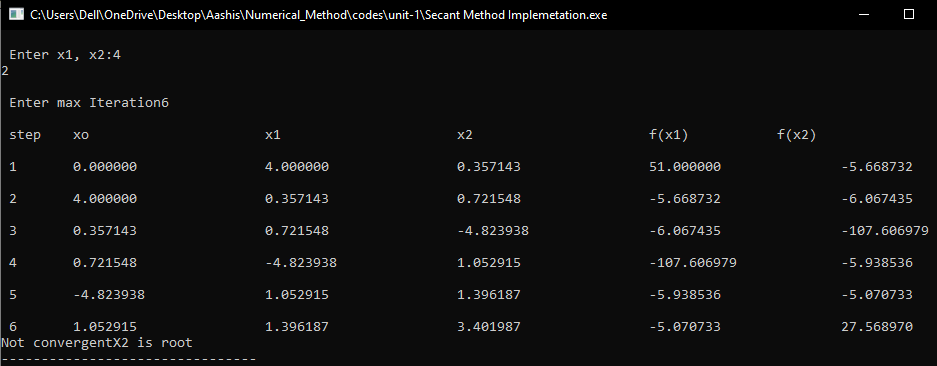 C:\Users\Dell\OneDrive\Desktop\Aashis\Numerical_Method\codes\unit-1\Secant Method Implemetation.exe
Enter x1, x2:4
2
Enter max Iteration6
step xo x1 x2 f(x1) f(x2)
1 0.000000 4.000000 0.357143 51.000000 -5.668732
2 4.000000 0.357143 0.721548 -5.668732 -6.067435
3 0.357143 0.721548 -4.823938 -6.067435 -107.606979
4 0.721548 -4.823938 1.052915 -107.606979 -5.938536
5 -4.823938 1.052915 1.396187 -5.938536 -5.070733
6 1.052915 1.396187 3.401987 -5.070733 27.568970
Not convergentX2 is root
--------------------------------